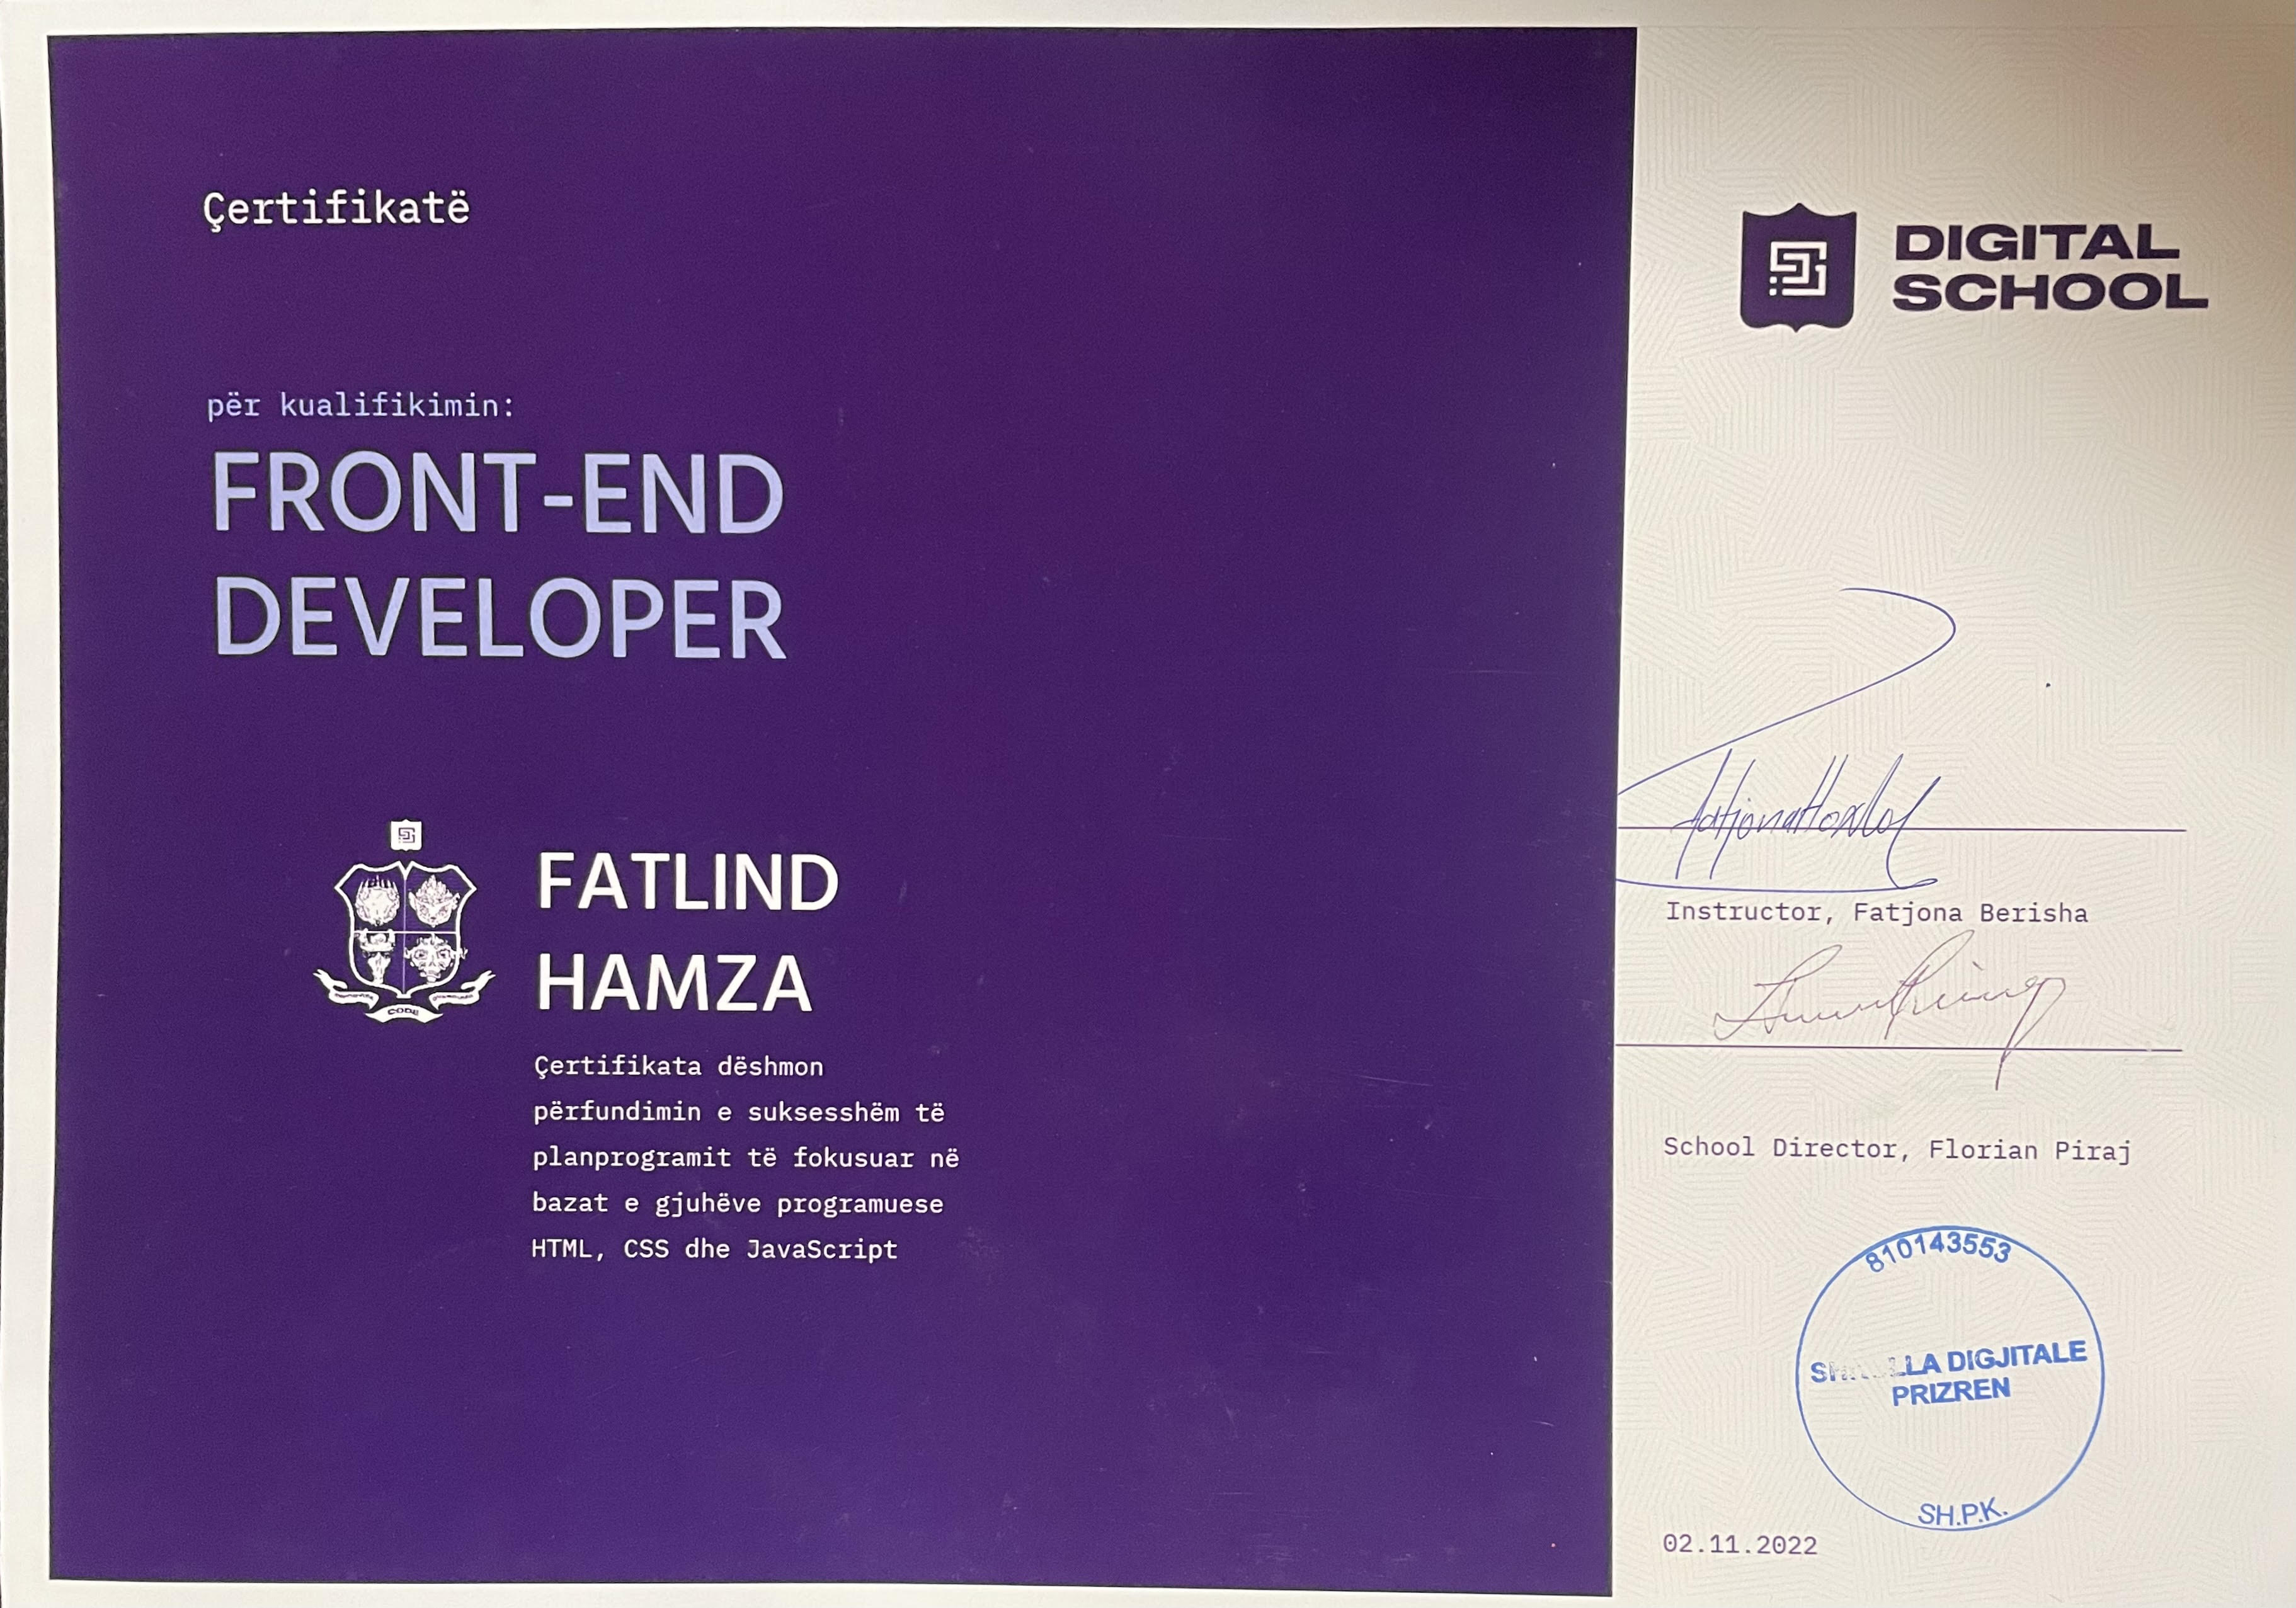 Çertifikatë
për kualifikimin:
FRONT-END
DEVELOPER
FATLIND
HAMZA
Çertifikata dëshmon
përfundimin e suksesshëm të
planprogramit të fokusuar në
bazat e gjuhëve programuese
HTML, CSS dhe JavaScript
CODE
DIGITAL
SCHOOL
Instructor, Fatjona Berisha
School Director, Florian Piraj
810143553
DIGJITALE
PRIZREN
SH.P.K.
02.11.2022